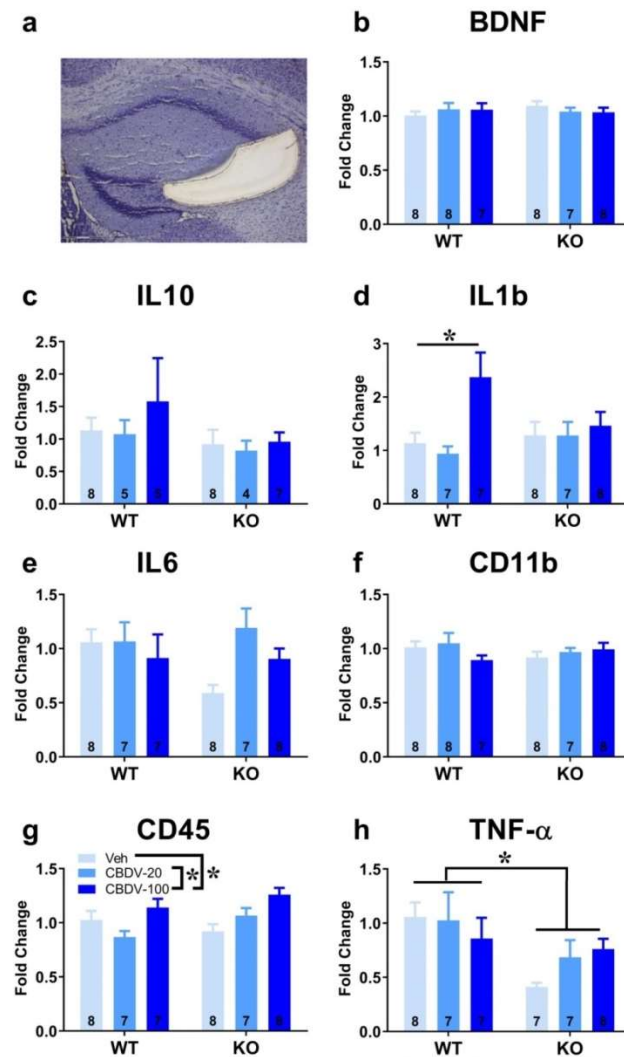 a
b BDNF
Fold Change
1.5
1.0
0.5
0.0
8 8 7 8 7
WT KO
c IL10
Fold Change
2.5
2.0
1.5
1.0
0.5
0.0
8 5 8 4 7
WT KO
d IL1b
*
Fold Change
3
2
1
0
8 7 7 8 7
WT KO
e IL6
Fold Change
1.5
1.0
0.5
0.0
8 7 7 8 7
WT KO
f CD11b
Fold Change
1.5
1.0
0.5
0.0
8 8 7 8 7
WT KO
g CD45
Veh
CBDV-20
CBDV-100
* *
Fold Change
1.5
1.0
0.5
0.0
8 7 7 8 7
WT KO
h TNF-α
*
Fold Change
1.5
1.0
0.5
0.0
8 7 7 7 7
WT KO